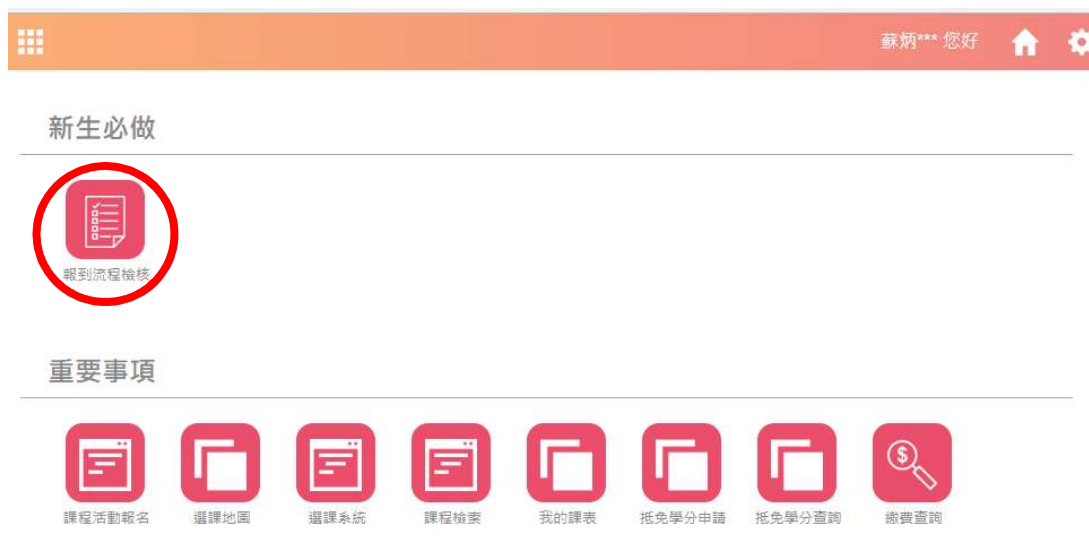 蘇炳*** 您好
新生必做
報到流程檢核
重要事項
課程活動報名 選課地圖 選課系統 課程檢索 我的課表 抵免學分申請 抵免學分查詢 繳費查詢